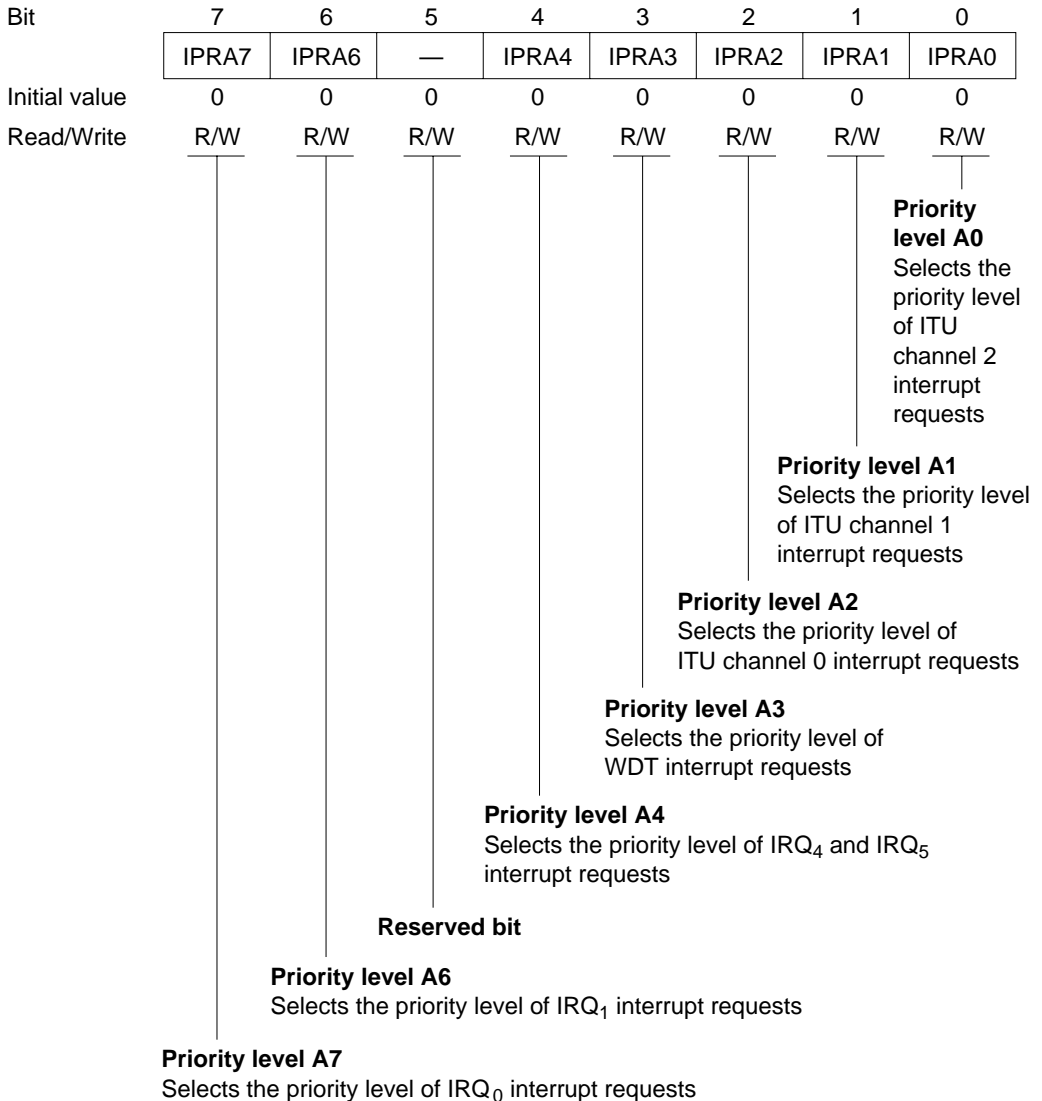 Bit 7 6 5 4 3 2 1 0
IPRA7 IPRA6 — IPRA4 IPRA3 IPRA2 IPRA1 IPRA0
Initial value 0 0 0 0 0 0 0 0
Read/Write R/W R/W R/W R/W R/W R/W R/W R/W
Priority
level A0
Selects the
priority level
of ITU
channel 2
interrupt
requests
Priority level A1
Selects the priority level
of ITU channel 1
interrupt requests
Priority level A2
Selects the priority level of
ITU channel 0 interrupt requests
Priority level A3
Selects the priority level of
WDT interrupt requests
Priority level A4
Selects the priority level of IRQ₄ and IRQ₅
interrupt requests
Reserved bit
Priority level A6
Selects the priority level of IRQ₁ interrupt requests
Priority level A7
Selects the priority level of IRQ₀ interrupt requests